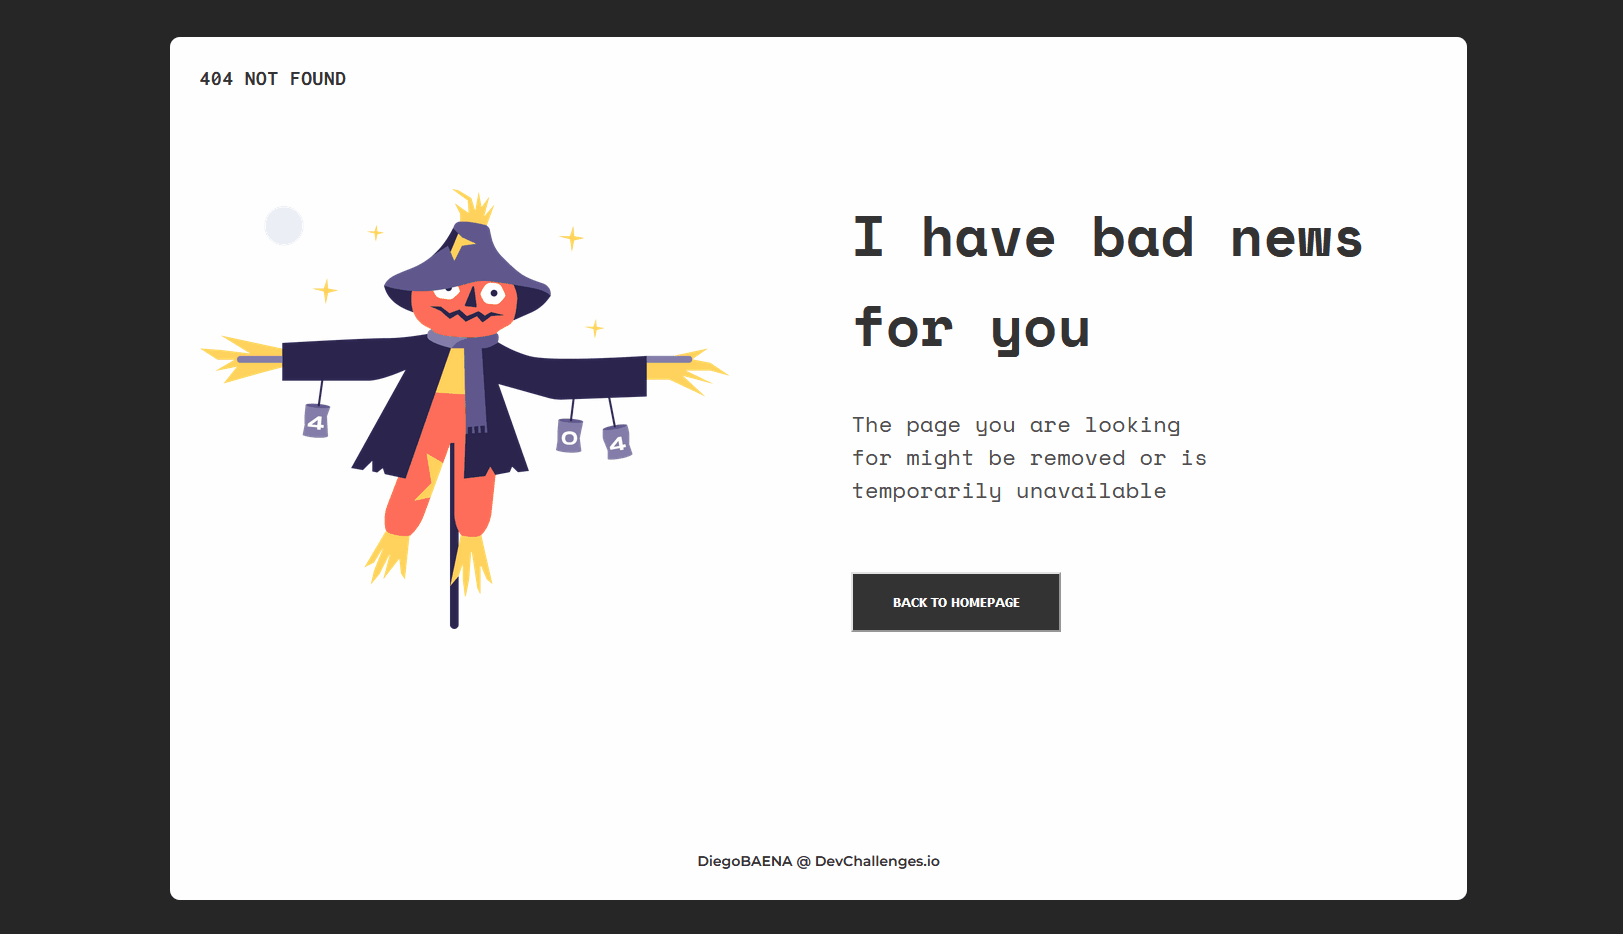 404 NOT FOUND
I have bad news
for you
4
0
4
The page you are looking
for might be removed or is
temporarily unavailable
BACK TO HOMEPAGE
DiegoBAENA @ DevChallenges.io